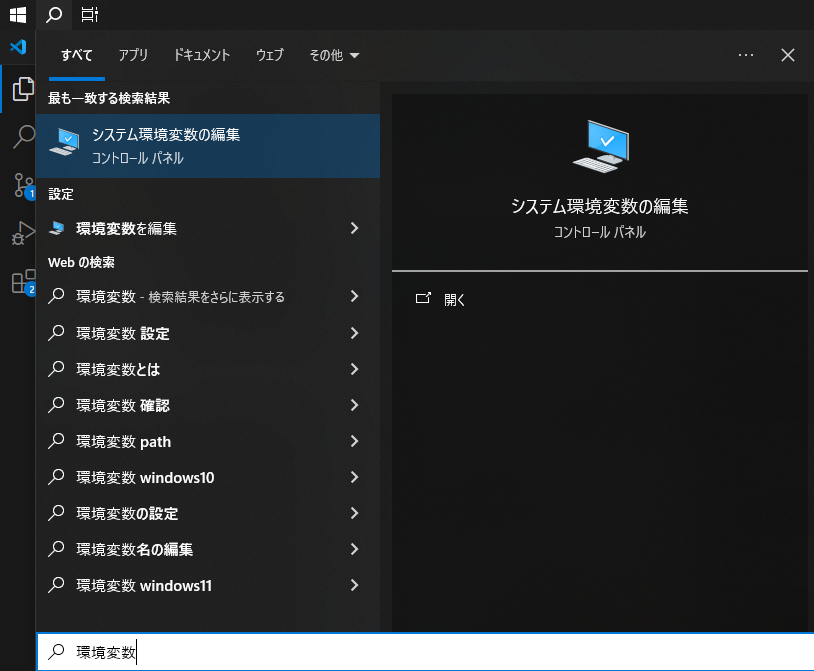 すべて アプリ ドキュメント ウェブ その他
最も一致する検索結果
システム環境変数の編集
コントロール パネル
設定
環境変数を編集
Web の検索
環境変数 - 検索結果をさらに表示する
環境変数 設定
環境変数とは
環境変数 確認
環境変数 path
環境変数 windows10
環境変数の設定
環境変数名の編集
環境変数 windows11
環境変数
システム環境変数の編集
コントロール パネル
開く
1
2